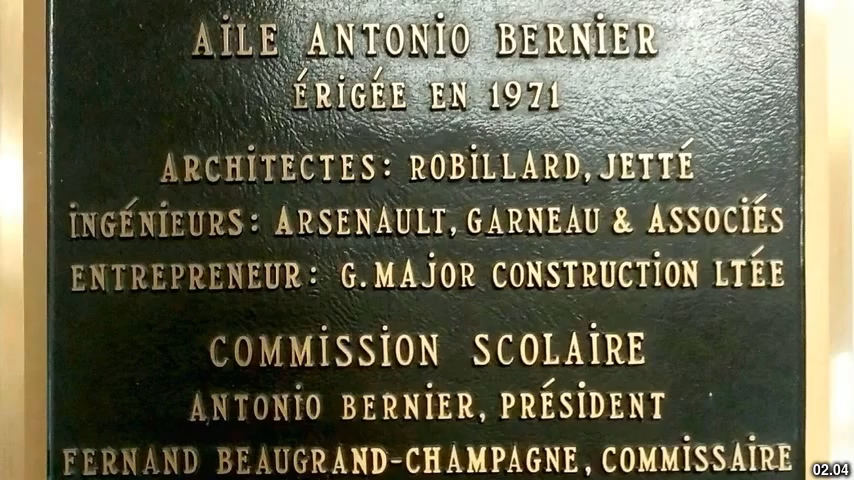 AILE ANTONIO BERNIER
ÉRIGÉE EN 1971
ARCHITECTES: ROBILLARD, JETTÉ
INGÉNIEURS: ARSENAULT, GARNEAU & ASSOCIÉS
ENTREPRENEUR: G. MAJOR CONSTRUCTION LTÉE
COMMISSION SCOLAIRE
ANTONIO BERNIER, PRÉSIDENT
FERNAND BEAUGRAND-CHAMPAGNE, COMMISSAIRE
02.04